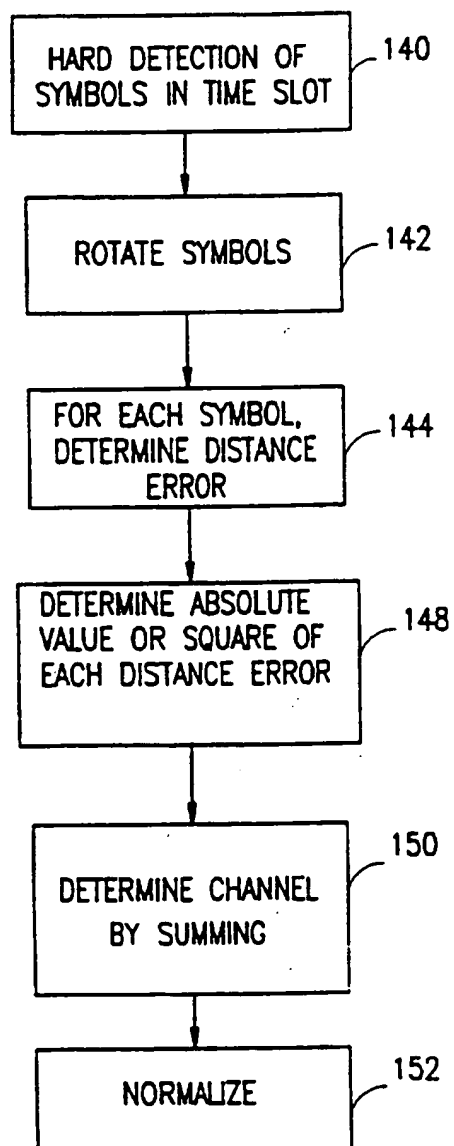 HARD DETECTION OF
SYMBOLS IN TIME SLOT
140
ROTATE SYMBOLS
142
FOR EACH SYMBOL,
DETERMINE DISTANCE
ERROR
144
DETERMINE ABSOLUTE
VALUE OR SQUARE OF
EACH DISTANCE ERROR
148
DETERMINE CHANNEL
BY SUMMING
150
NORMALIZE
152